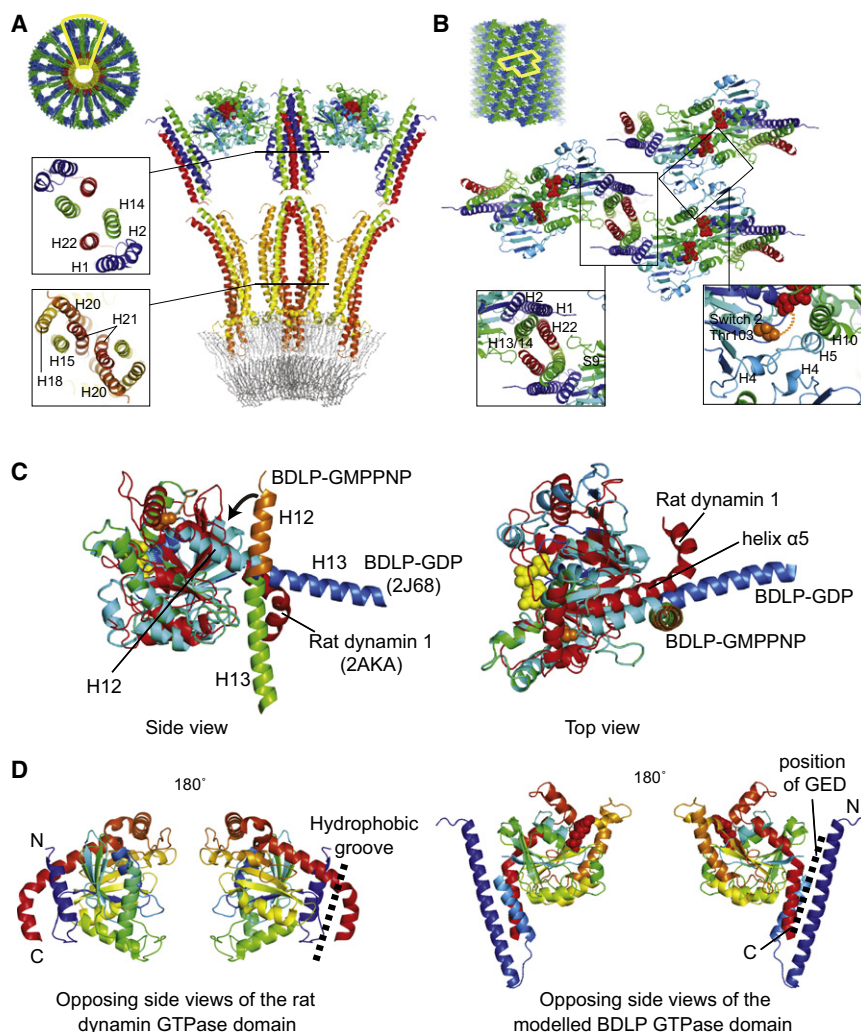 A
H14
H2
H22
H1
H20
H21
H15
H18
H20
B
H2
H1
H22
H13/14
S9
Switch 2
Thr103
H10
H5
H4
H4
C
BDLP-GMPPNP
H12
H13
BDLP-GDP
(2J68)
Rat dynamin 1
(2AKA)
H12
H13
Side view
Rat dynamin 1
helix α5
BDLP-GDP
BDLP-GMPPNP
Top view
D
180°
N
Hydrophobic
groove
C
Opposing side views of the rat
dynamin GTPase domain
180°
position
of GED
N
C
Opposing side views of the
modelled BDLP GTPase domain